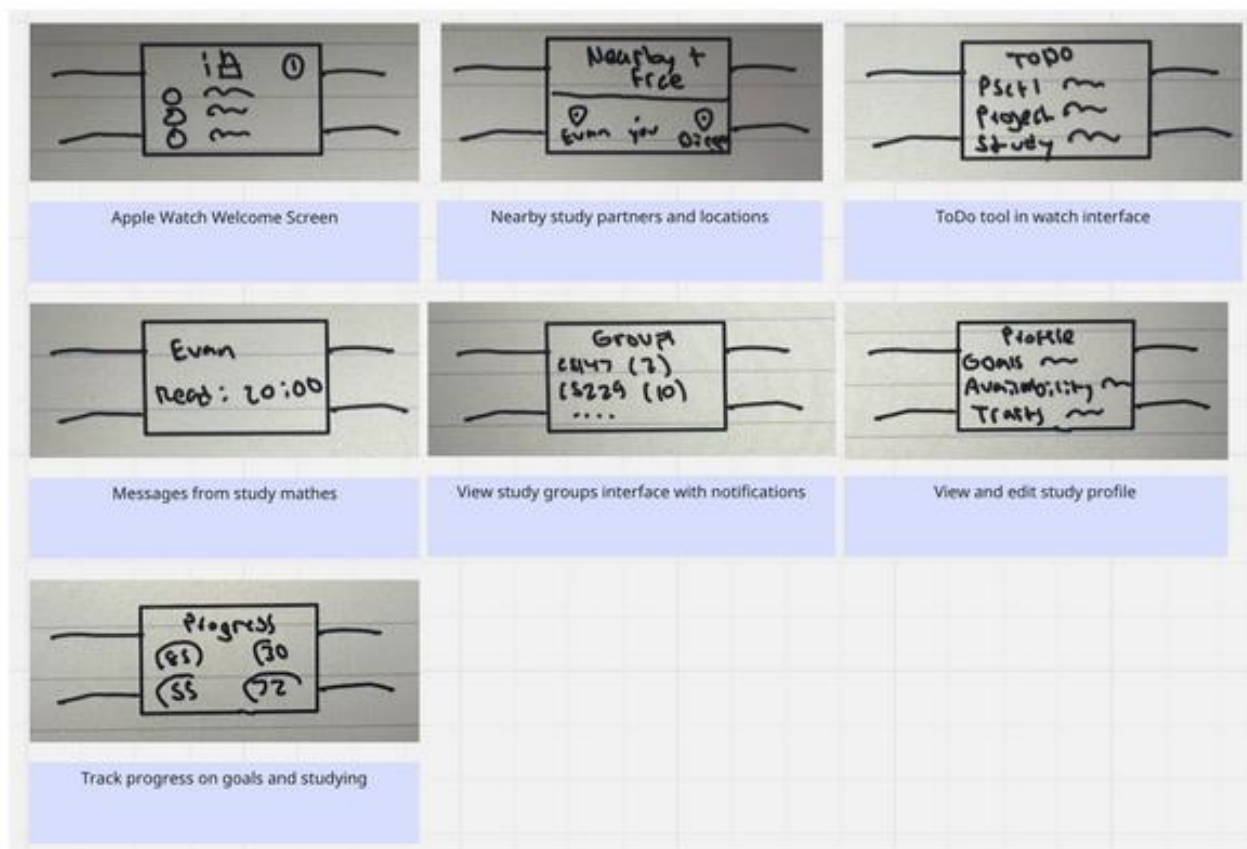 Nearby +
Free
Evan you Diego
TODO
Pset1
Project
Study
Apple Watch Welcome Screen
Nearby study partners and locations
ToDo tool in watch interface
Evan
Read: 20:00
Groups
CS147 (2)
CS229 (10)
....
Profile
Goals
Availability
Traits
Messages from study mathes
View study groups interface with notifications
View and edit study profile
Progress
85 30
55 72
Track progress on goals and studying